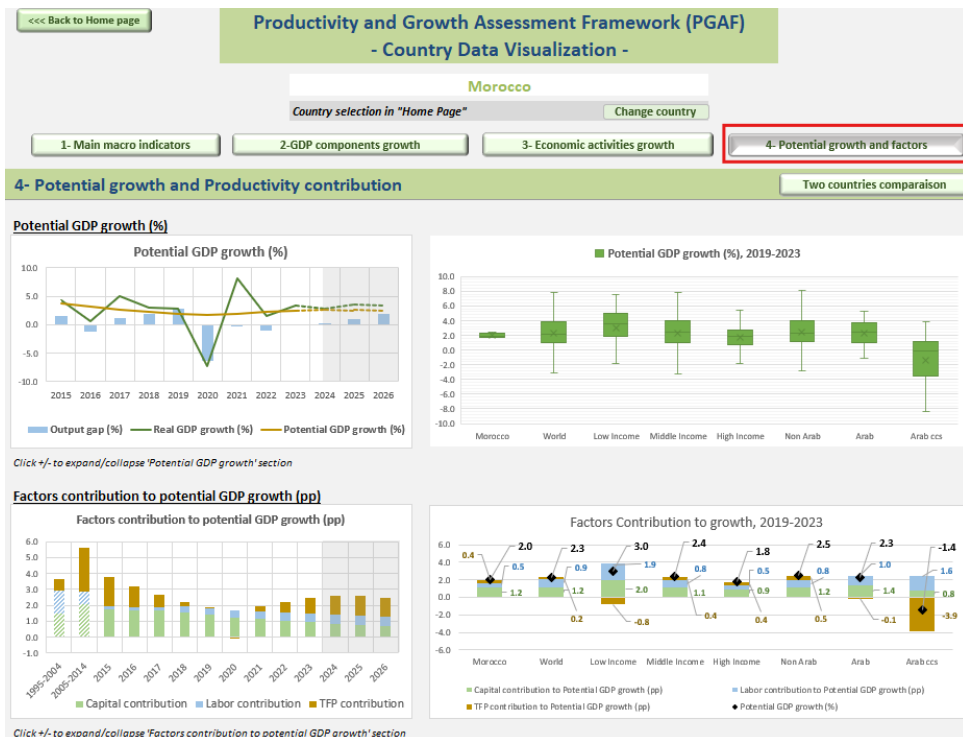 <<< Back to Home page
Productivity and Growth Assessment Framework (PGAF)
- Country Data Visualization -
Morocco
Country selection in "Home Page"
Change country
1- Main macro indicators
2-GDP components growth
3- Economic activities growth
4- Potential growth and factors
4- Potential growth and Productivity contribution
Two countries comparaison
Potential GDP growth (%)
Potential GDP growth (%)
10.0
5.0
0.0
-5.0
-10.0
2015 2016 2017 2018 2019 2020 2021 2022 2023 2024 2025 2026
Output gap (%) Real GDP growth (%) Potential GDP growth (%)
Potential GDP growth (%), 2019-2023
10.0
8.0
6.0
4.0
2.0
0.0
-2.0
-4.0
-6.0
-8.0
-10.0
Morocco World Low Income Middle Income High Income Non Arab Arab Arab ccs
Click +/- to expand/collapse 'Potential GDP growth' section
Factors contribution to potential GDP growth (pp)
Factors contribution to potential GDP growth (pp)
6.0
5.0
4.0
3.0
2.0
1.0
0.0
-1.0
1995-2004 2005-2014 2015 2016 2017 2018 2019 2020 2021 2022 2023 2024 2025 2026
Capital contribution Labor contribution TFP contribution
Factors Contribution to growth, 2019-2023
6.0
4.0
2.0
0.0
-2.0
-4.0
-6.0
0.4 2.0 0.5 1.2
2.3 0.9 1.2 0.2
3.0 1.9 2.0 -0.8
2.4 0.8 1.1 0.4
1.8 0.5 0.9 0.4
2.5 0.8 1.2 0.5
2.3 1.0 1.4 -0.1
-1.4 1.6 0.8 -3.9
Morocco World Low Income Middle Income High Income Non Arab Arab Arab ccs
Capital contribution to Potential GDP growth (pp) Labor contribution to Potential GDP growth (pp)
TFP contribution to Potential GDP growth (pp) Potential GDP growth (%)
Click +/- to expand/collapse 'Factors contribution to potential GDP growth' section